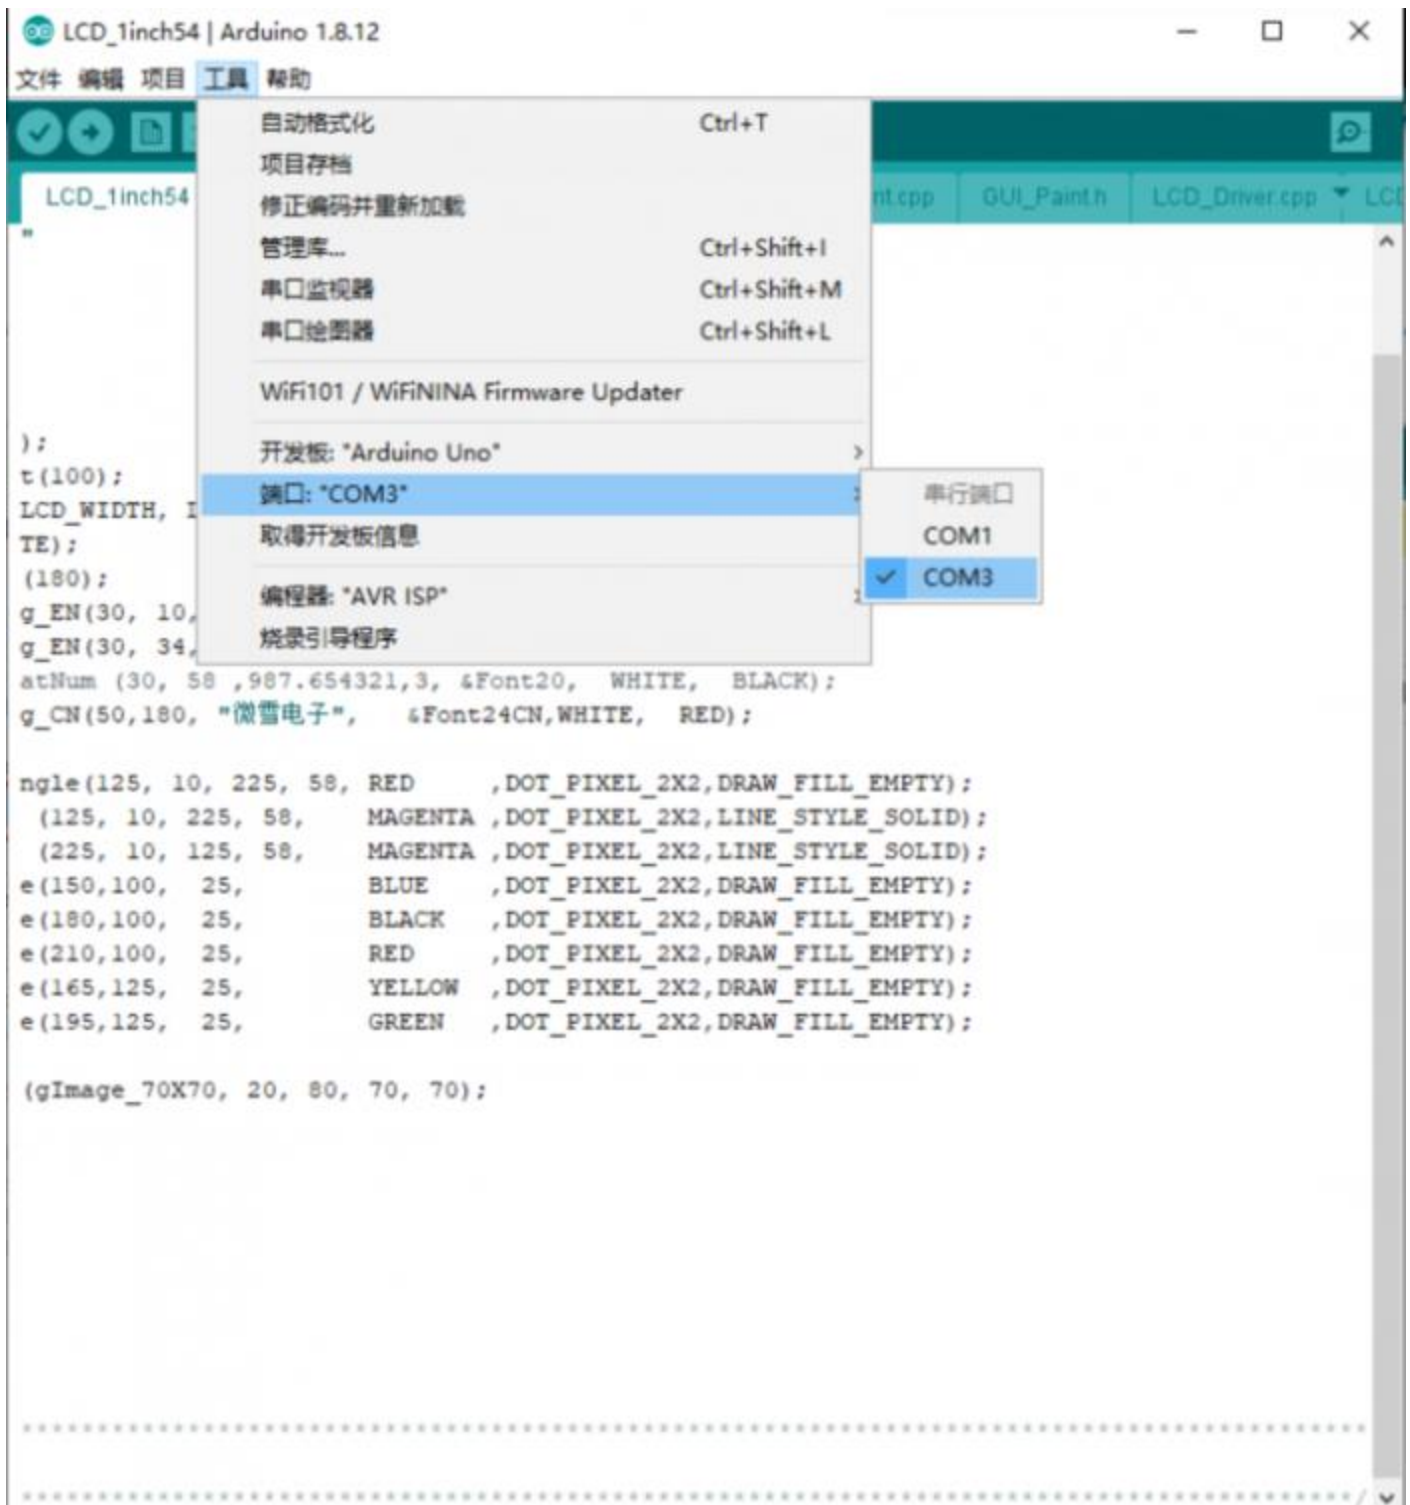 LCD_1inch54 | Arduino 1.8.12
文件 编辑 项目 工具 帮助
LCD_1inch54 nt.cpp GUI_Paint.h LCD_Driver.cpp LCD
自动格式化 Ctrl+T
项目存档
修正编码并重新加载
管理库... Ctrl+Shift+I
串口监视器 Ctrl+Shift+M
串口绘图器 Ctrl+Shift+L
WiFi101 / WiFiNINA Firmware Updater
开发板: "Arduino Uno"
端口: "COM3"
取得开发板信息
编程器: "AVR ISP"
烧录引导程序
串行端口
COM1
COM3
"
);
t(100);
LCD_WIDTH,
TE);
(180);
g_EN(30, 10,
g_EN(30, 34,
atNum (30, 58 ,987.654321,3, &Font20, WHITE, BLACK);
g_CN(50,180, "微雪电子", &Font24CN,WHITE, RED);
ngle(125, 10, 225, 58, RED ,DOT_PIXEL_2X2,DRAW_FILL_EMPTY);
(125, 10, 225, 58, MAGENTA ,DOT_PIXEL_2X2,LINE_STYLE_SOLID);
(225, 10, 125, 58, MAGENTA ,DOT_PIXEL_2X2,LINE_STYLE_SOLID);
e(150,100, 25, BLUE ,DOT_PIXEL_2X2,DRAW_FILL_EMPTY);
e(180,100, 25, BLACK ,DOT_PIXEL_2X2,DRAW_FILL_EMPTY);
e(210,100, 25, RED ,DOT_PIXEL_2X2,DRAW_FILL_EMPTY);
e(165,125, 25, YELLOW ,DOT_PIXEL_2X2,DRAW_FILL_EMPTY);
e(195,125, 25, GREEN ,DOT_PIXEL_2X2,DRAW_FILL_EMPTY);
(gImage_70X70, 20, 80, 70, 70);